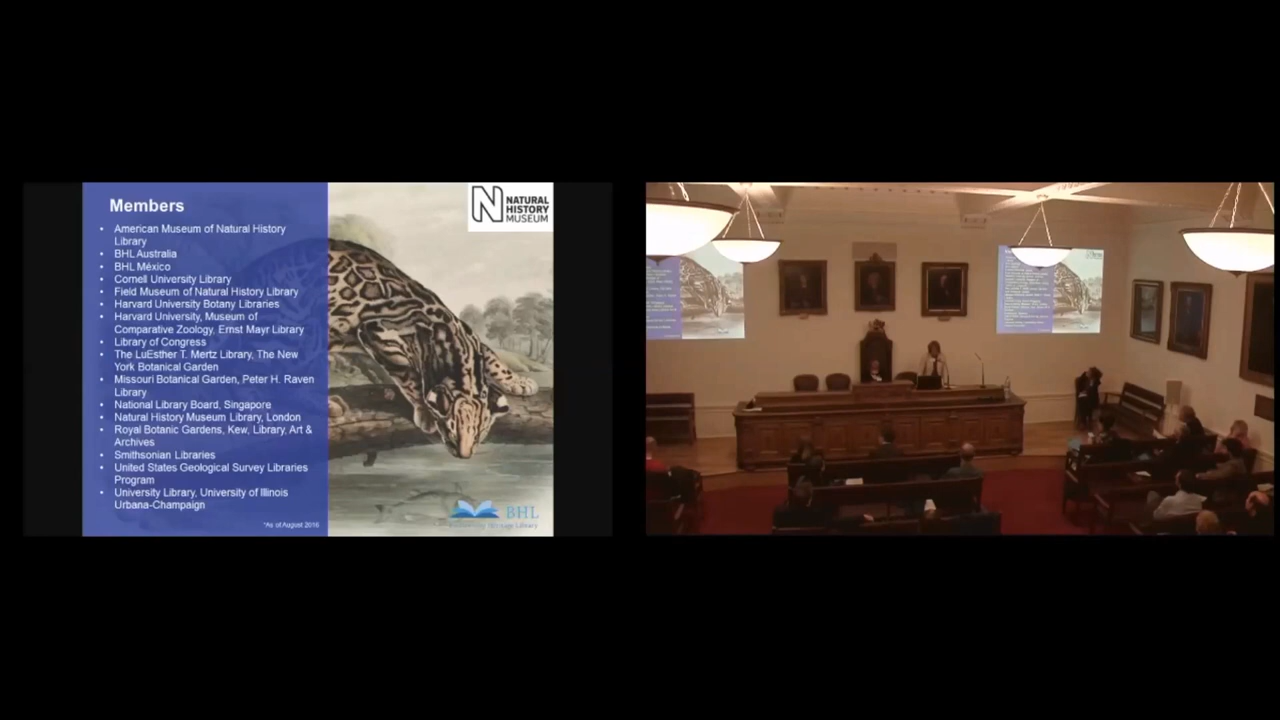 Members
• American Museum of Natural History
Library
• BHL Australia
• BHL México
• Cornell University Library
• Field Museum of Natural History Library
• Harvard University Botany Libraries
• Harvard University, Museum of
Comparative Zoology, Ernst Mayr Library
• Library of Congress
• The LuEsther T. Mertz Library, The New
York Botanical Garden
• Missouri Botanical Garden, Peter H. Raven
Library
• National Library Board, Singapore
• Natural History Museum Library, London
• Royal Botanic Gardens, Kew, Library, Art &
Archives
• Smithsonian Libraries
• United States Geological Survey Libraries
Program
• University Library, University of Illinois
Urbana-Champaign
*As of August 2016
N NATURAL
HISTORY
MUSEUM
BHL
Heritage Library